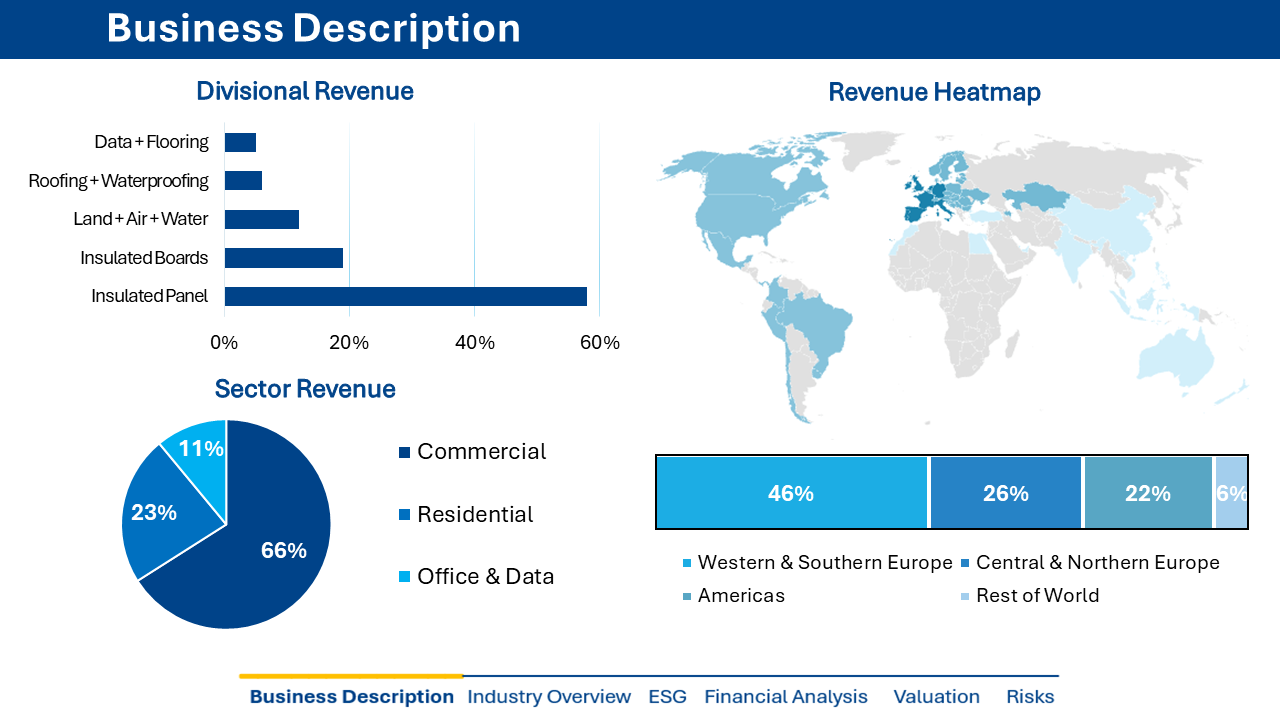 Business Description
Divisional Revenue
Data + Flooring
Roofing + Waterproofing
Land + Air + Water
Insulated Boards
Insulated Panel
0% 20% 40% 60%
Sector Revenue
11%
23%
66%
Commercial
Residential
Office & Data
Revenue Heatmap
46% 26% 22% 6%
Western & Southern Europe Central & Northern Europe
Americas Rest of World
Business Description Industry Overview ESG Financial Analysis Valuation Risks